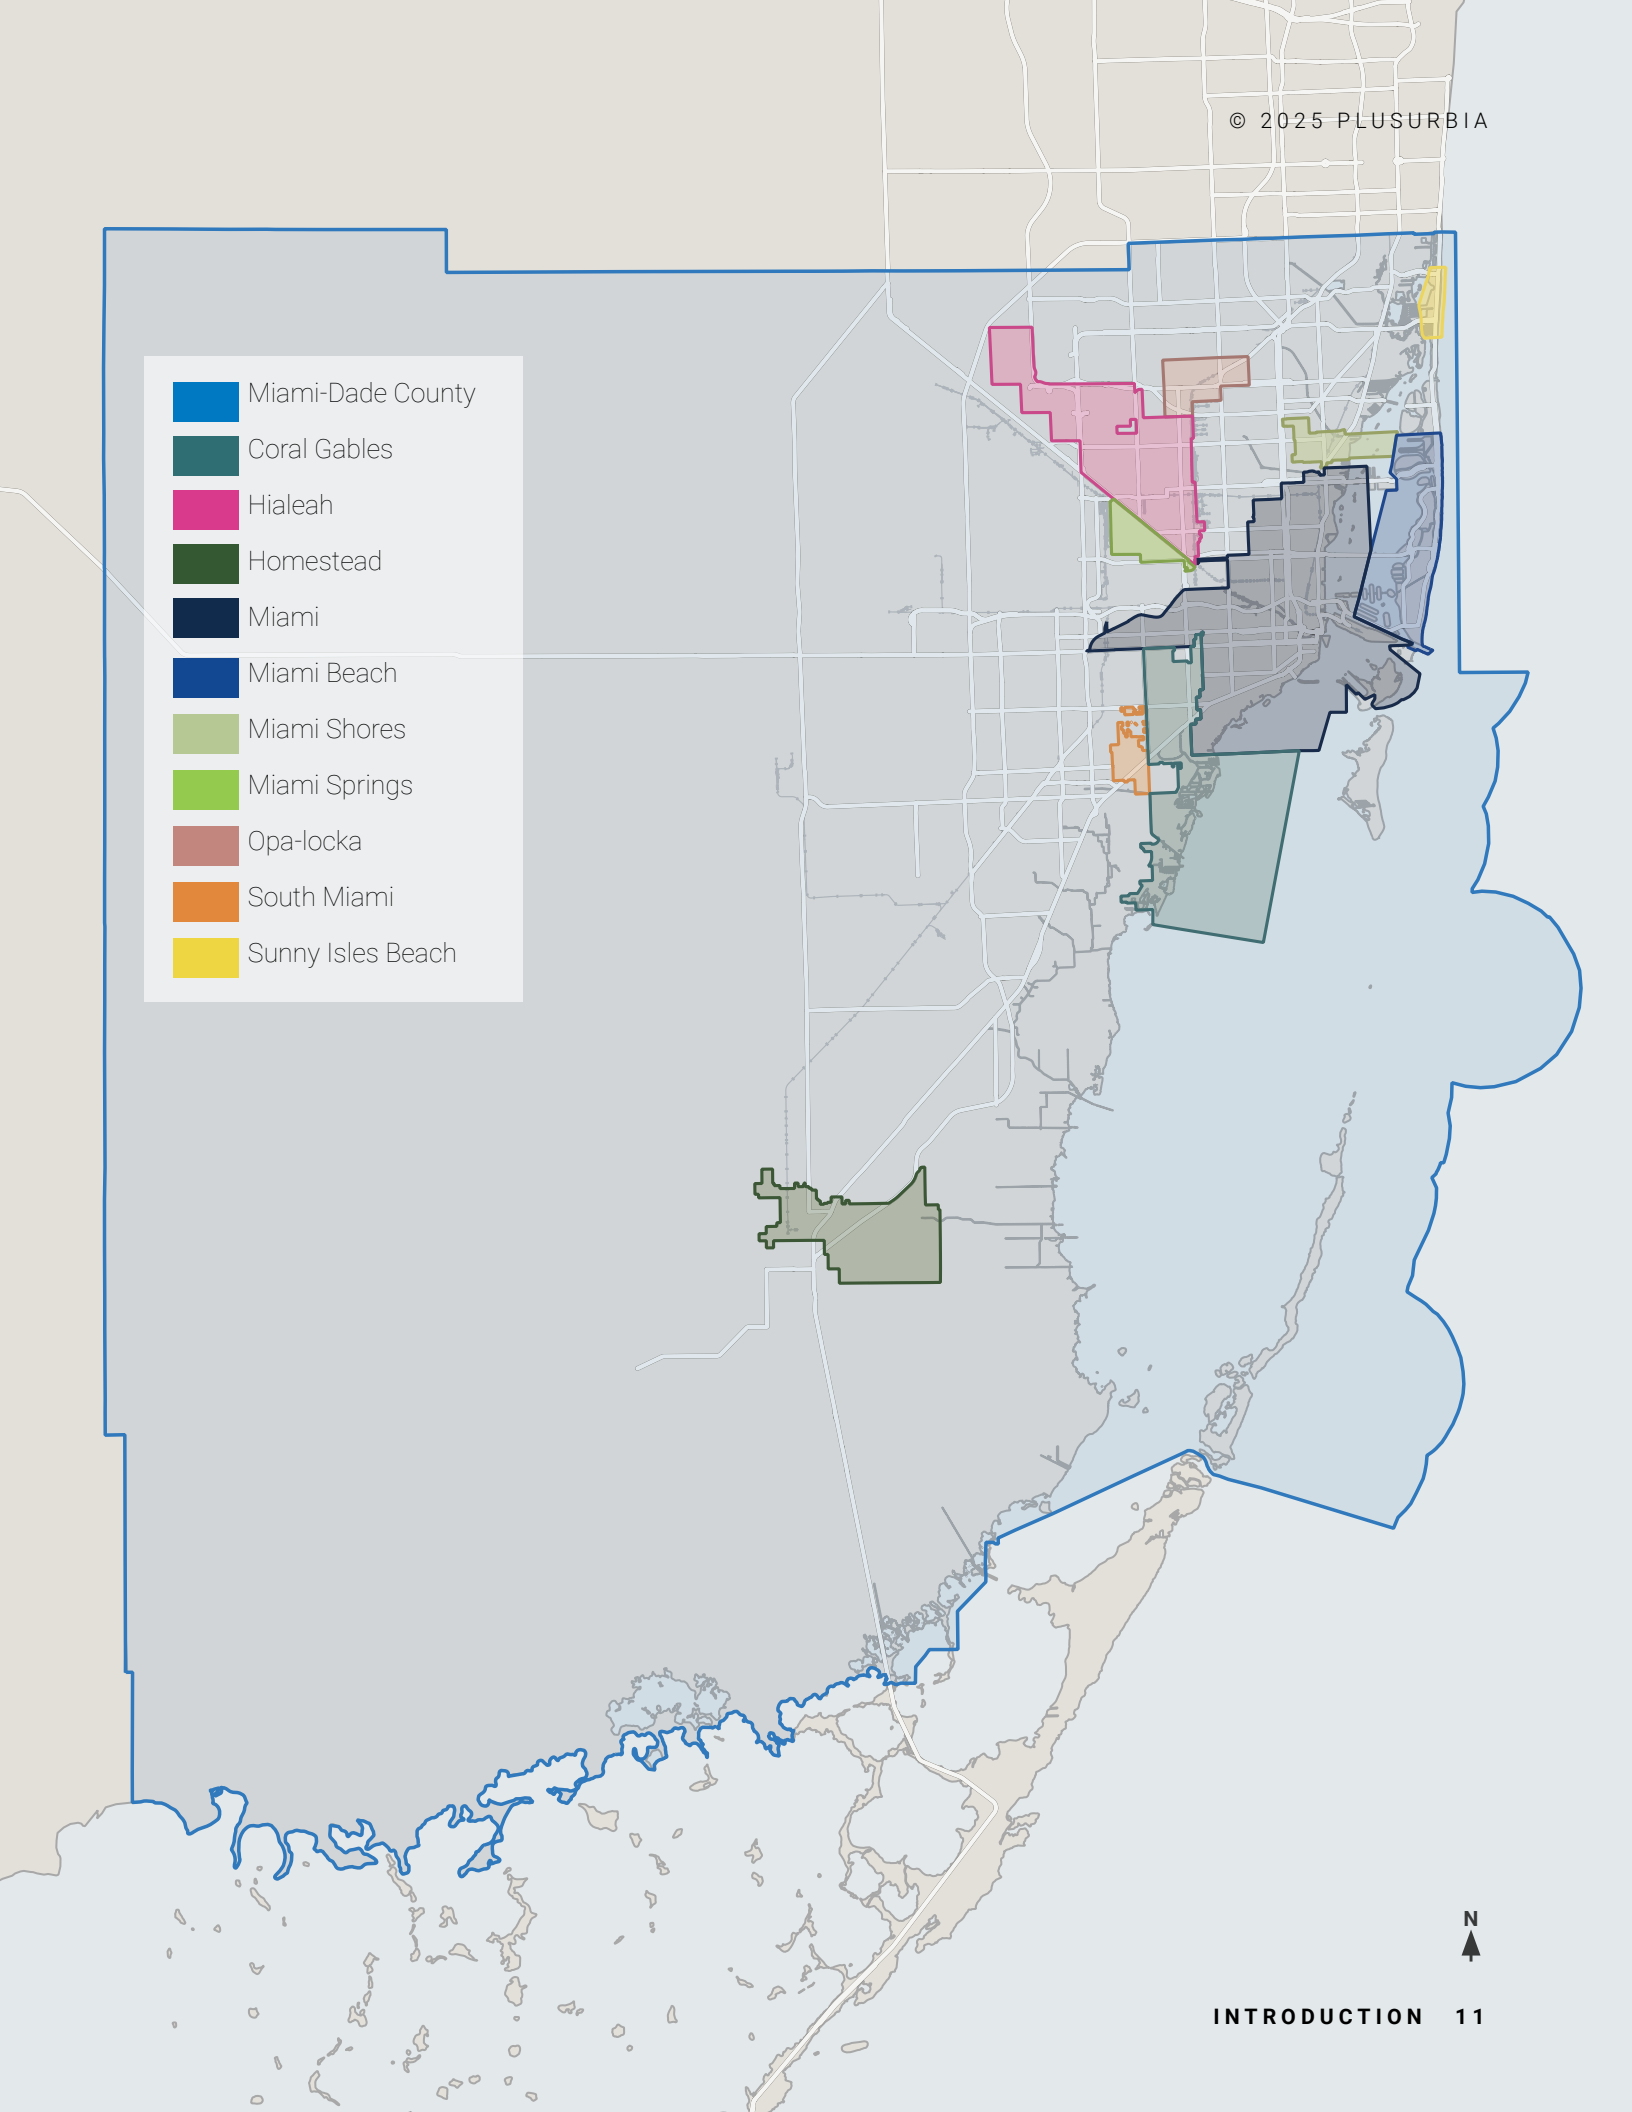 © 2025 PLUSURBIA
Miami-Dade County
Coral Gables
Hialeah
Homestead
Miami
Miami Beach
Miami Shores
Miami Springs
Opa-locka
South Miami
Sunny Isles Beach
N
INTRODUCTION 11